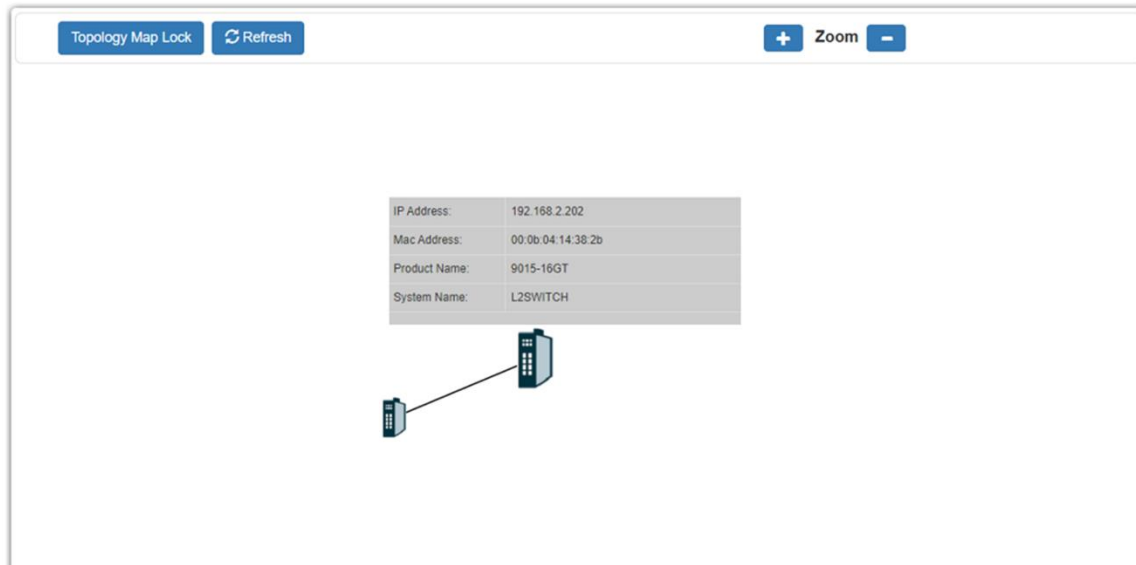 Topology Map Lock Refresh Zoom
IP Address: 192.168.2.202
Mac Address: 00:0b:04:14:38:2b
Product Name: 9015-16GT
System Name: L2SWITCH